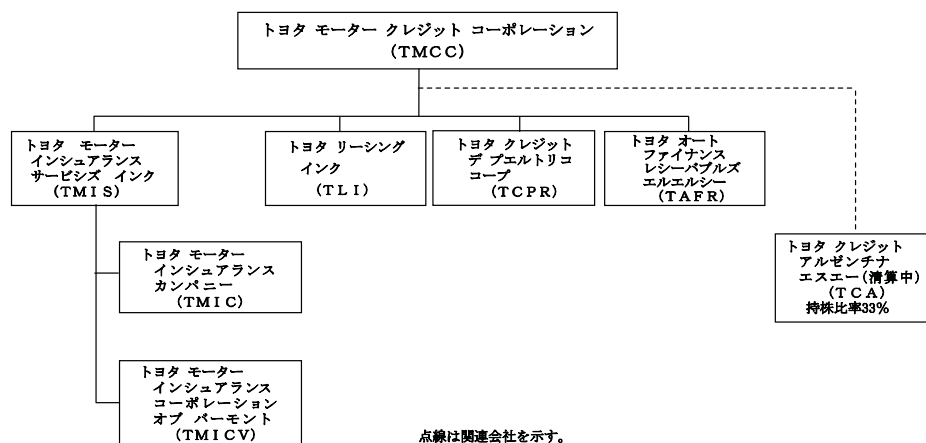 トヨタ モーター クレジット コーポレーション
(TMCC)
トヨタ モーター
インシュアランス
サービシズ インク
(TMIS)
トヨタ リーシング
インク
(TLI)
トヨタ クレジット
デ プエルトリコ
コープ
(TCPR)
トヨタ オート
ファイナンス
レシーバブルズ
エルエルシー
(TAFR)
トヨタ モーター
インシュアランス
カンパニー
(TMIC)
トヨタ クレジット
アルゼンチナ
エスエー(清算中)
(TCA)
持株比率33%
トヨタ モーター
インシュアランス
コーポレーション
オブ バーモント
(TMICV)
点線は関連会社を示す。